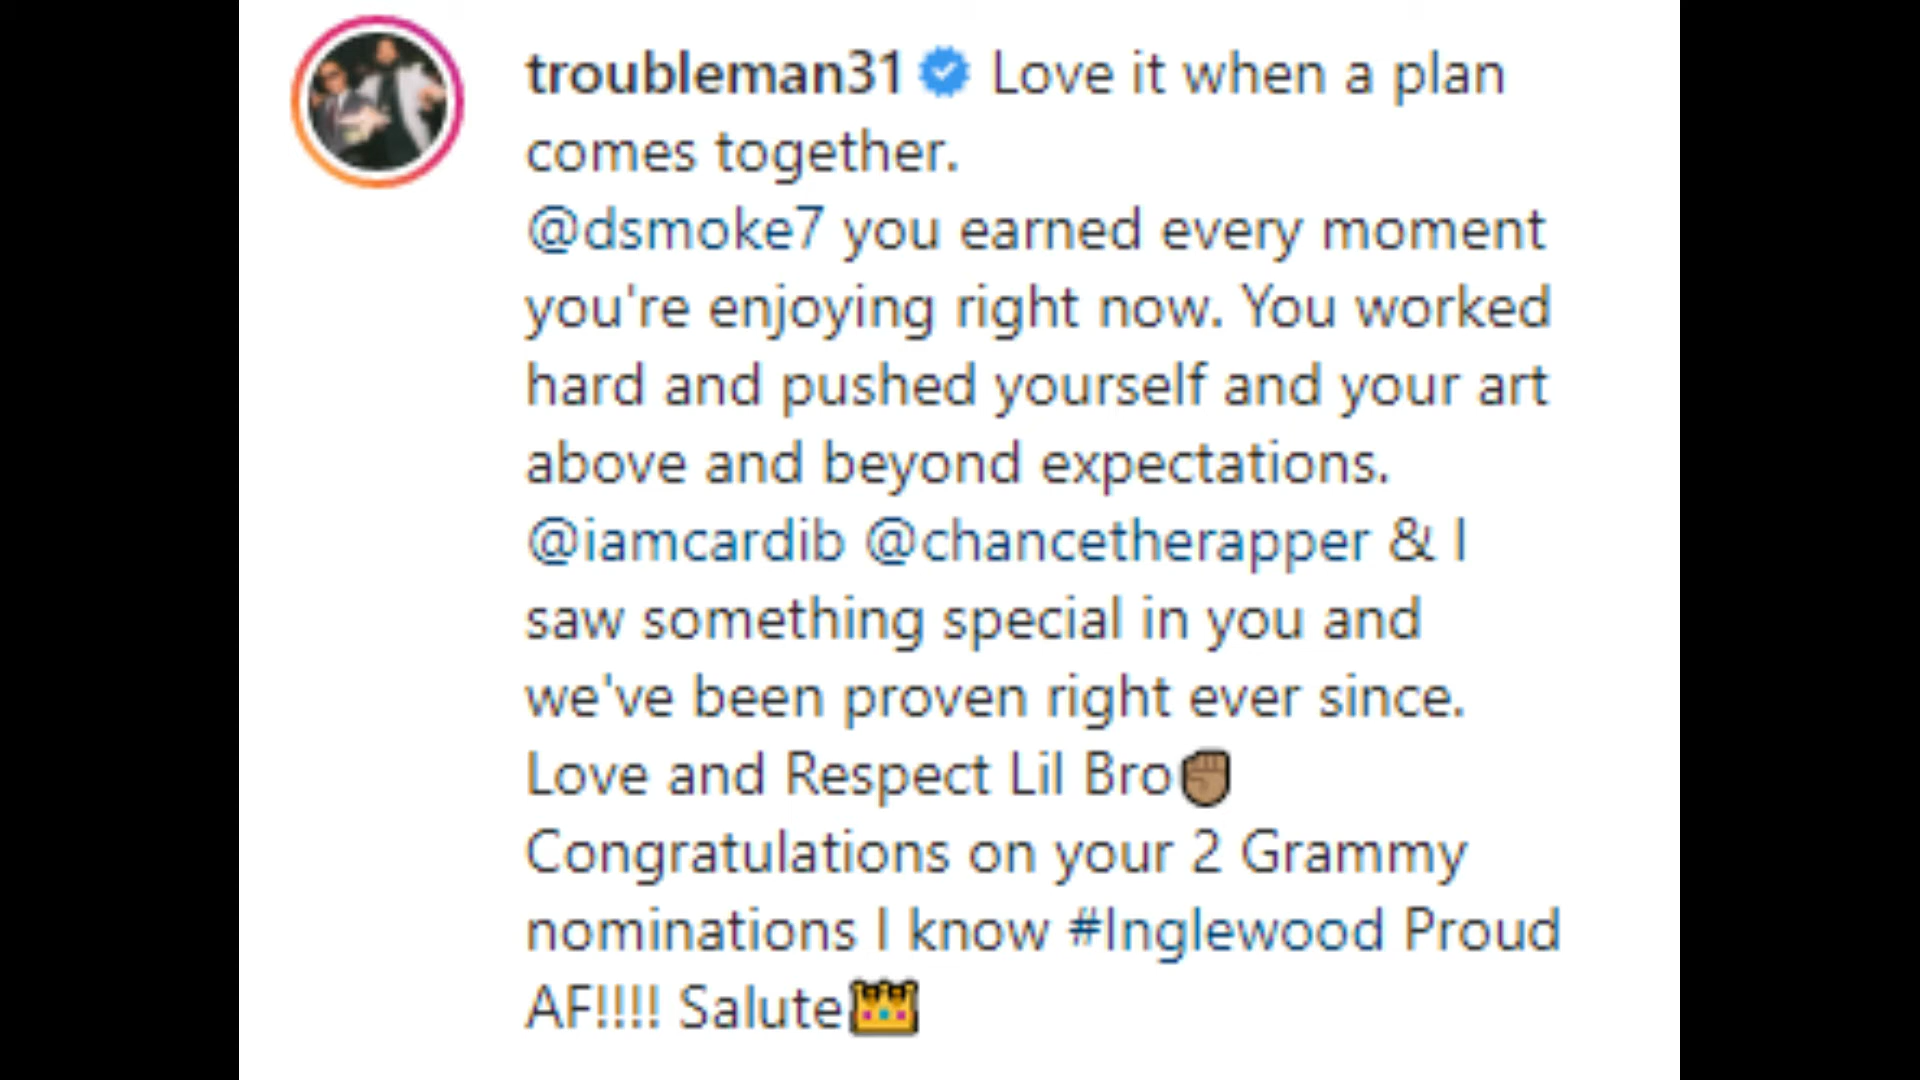 troubleman31 Love it when a plan
comes together.
@dsmoke7 you earned every moment
you're enjoying right now. You worked
hard and pushed yourself and your art
above and beyond expectations.
@iamcardib @chancetherapper & I
saw something special in you and
we've been proven right ever since.
Love and Respect Lil Bro✊🏾
Congratulations on your 2 Grammy
nominations I know #Inglewood Proud
AF!!!! Salute👑